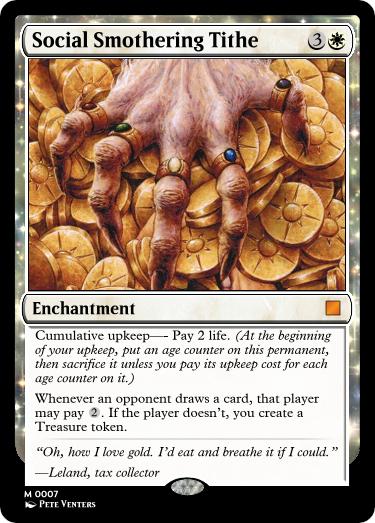 Social Smothering Tithe 3
Enchantment
Cumulative upkeep—- Pay 2 life. (At the beginning
of your upkeep, put an age counter on this permanent,
then sacrifice it unless you pay its upkeep cost for each
age counter on it.)
Whenever an opponent draws a card, that player
may pay 2. If the player doesn't, you create a
Treasure token.
“Oh, how I love gold. I'd eat and breathe it if I could.”
—Leland, tax collector
M 0007
Pete Venters